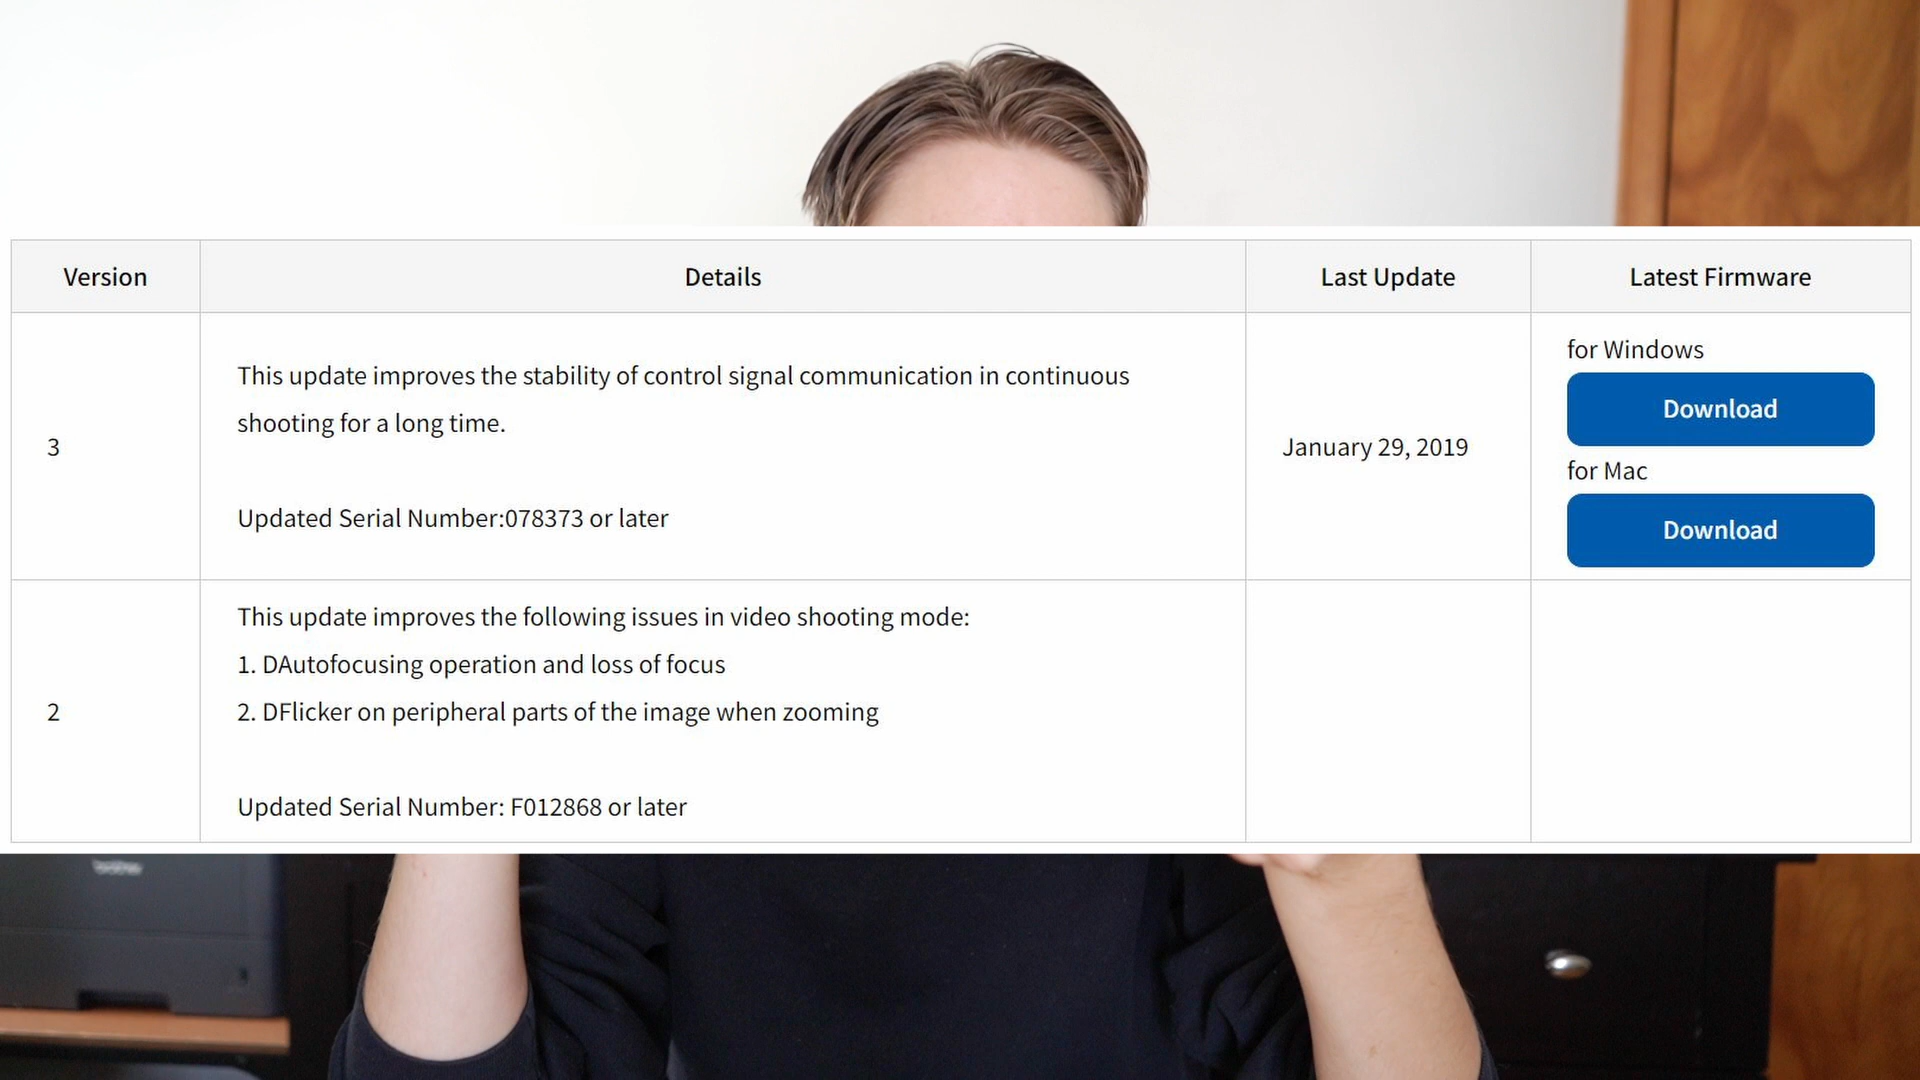 Version Details Last Update Latest Firmware
for Windows
This update improves the stability of control signal communication in continuous
Download
shooting for a long time.
3
January 29, 2019
for Mac
Updated Serial Number:078373 or later
Download
This update improves the following issues in video shooting mode:
1. DAutofocusing operation and loss of focus
2
2. DFlicker on peripheral parts of the image when zooming
Updated Serial Number: F012868 or later
brother